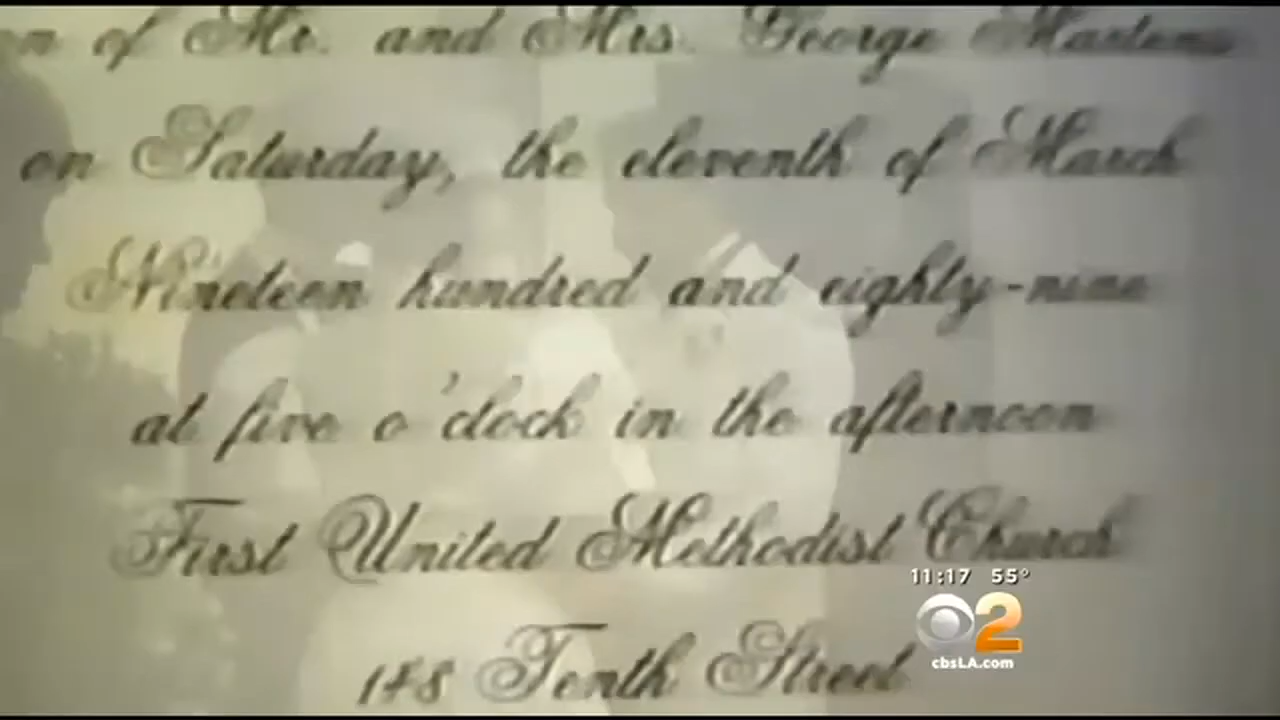 of Mr. and Mrs. George Martens
on Saturday, the eleventh of March
Nineteen hundred and eighty-nine
at five o'clock in the afternoon
First United Methodist Church
148 Tenth Street
11:17 55°
2
cbsLA.com